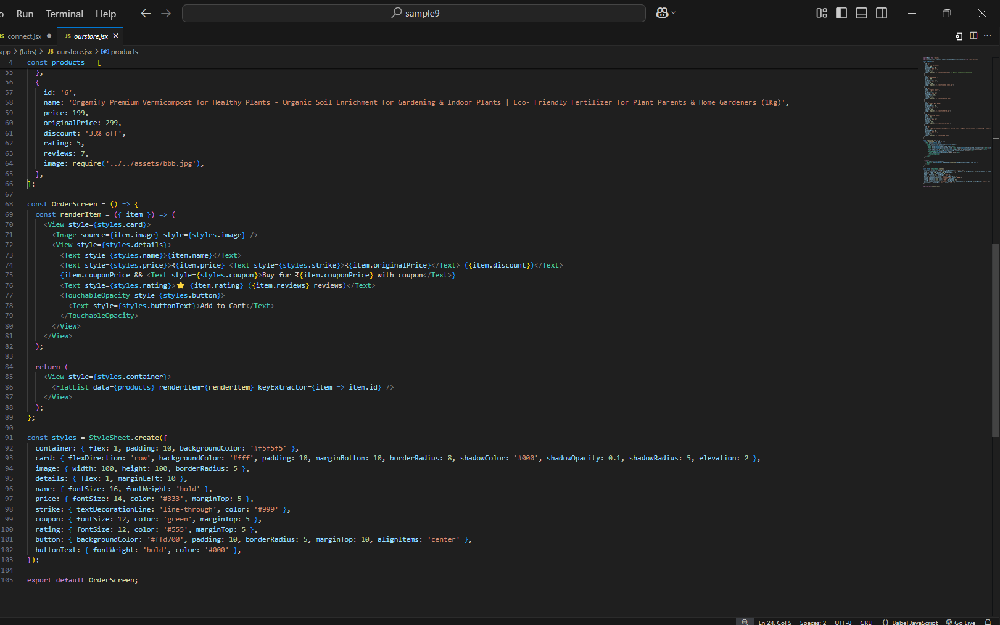 Run Terminal Help sample9
JS connect.jsx JS ourstore.jsx
app > (tabs) > JS ourstore.jsx > products
4 const products = [
55 },
56 {
57 id: '6',
58 name: 'Orgamify Premium Vermicompost for Healthy Plants - Organic Soil Enrichment for Gardening & Indoor Plants | Eco- Friendly Fertilizer for Plant Parents & Home Gardeners (1Kg)',
59 price: 199,
60 originalPrice: 299,
61 discount: '33% off',
62 rating: 5,
63 reviews: 7,
64 image: require('../../assets/bbb.jpg'),
65 },
66 ];
67
68 const OrderScreen = () => {
69 const renderItem = ({ item }) => (
70 <View style={styles.card}>
71 <Image source={item.image} style={styles.image} />
72 <View style={styles.details}>
73 <Text style={styles.name}>{item.name}</Text>
74 <Text style={styles.price}>₹{item.price} <Text style={styles.strike}>₹{item.originalPrice}</Text> ({item.discount})</Text>
75 {item.couponPrice && <Text style={styles.coupon}>Buy for ₹{item.couponPrice} with coupon</Text>}
76 <Text style={styles.rating}>⭐ {item.rating} ({item.reviews} reviews)</Text>
77 <TouchableOpacity style={styles.button}>
78 <Text style={styles.buttonText}>Add to Cart</Text>
79 </TouchableOpacity>
80 </View>
81 </View>
82 );
83
84 return (
85 <View style={styles.container}>
86 <FlatList data={products} renderItem={renderItem} keyExtractor={item => item.id} />
87 </View>
88 );
89 };
90
91 const styles = StyleSheet.create({
92 container: { flex: 1, padding: 10, backgroundColor: '#f5f5f5' },
93 card: { flexDirection: 'row', backgroundColor: '#fff', padding: 10, marginBottom: 10, borderRadius: 8, shadowColor: '#000', shadowOpacity: 0.1, shadowRadius: 5, elevation: 2 },
94 image: { width: 100, height: 100, borderRadius: 5 },
95 details: { flex: 1, marginLeft: 10 },
96 name: { fontSize: 16, fontWeight: 'bold' },
97 price: { fontSize: 14, color: '#333', marginTop: 5 },
98 strike: { textDecorationLine: 'line-through', color: '#999' },
99 coupon: { fontSize: 12, color: 'green', marginTop: 5 },
100 rating: { fontSize: 12, color: '#555', marginTop: 5 },
101 button: { backgroundColor: '#ffd700', padding: 10, borderRadius: 5, marginTop: 10, alignItems: 'center' },
102 buttonText: { fontWeight: 'bold', color: '#000' },
103 });
104
105 export default OrderScreen;
Ln 24, Col 5 Spaces: 2 UTF-8 CRLF {} Babel JavaScript Go Live